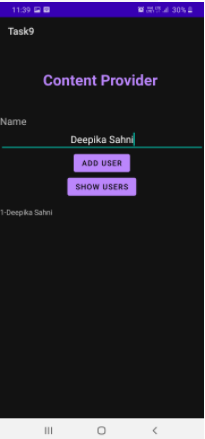 11:39
30%
Task9
Content Provider
Name
Deepika Sahni
ADD USER
SHOW USERS
1-Deepika Sahni